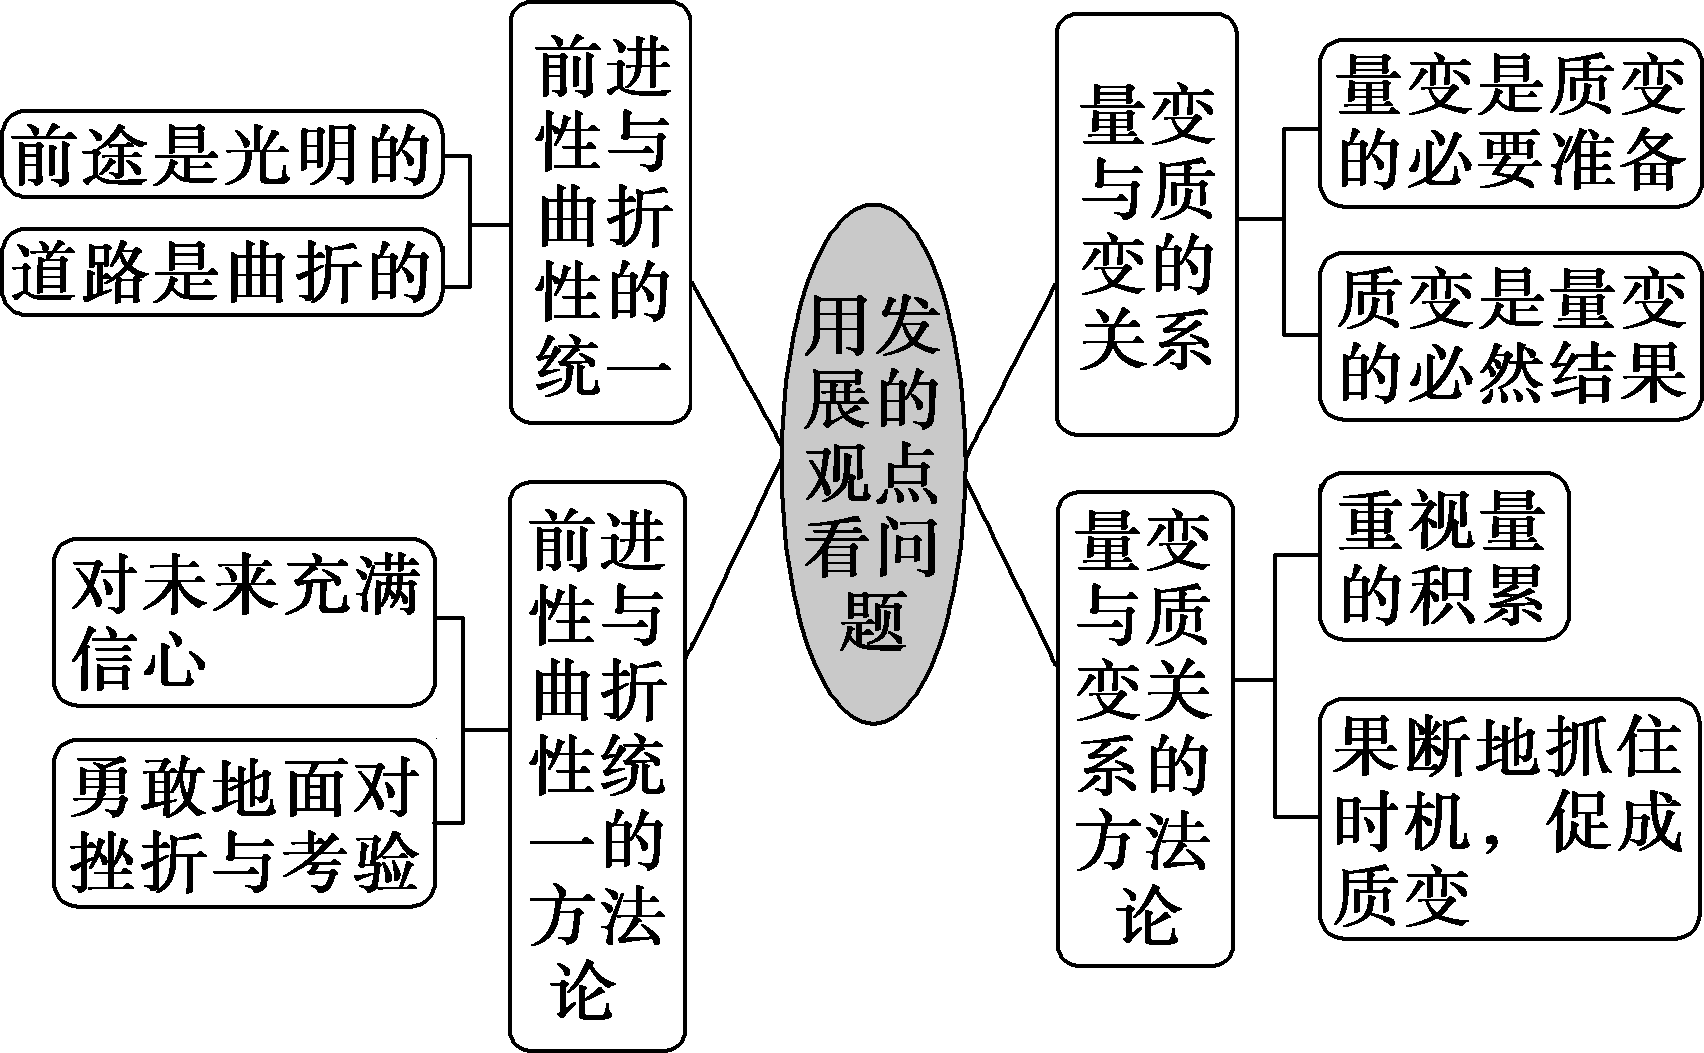 前进
性与
曲折
性的
统一
前途是光明的
道路是曲折的
前进
性与
曲折
性统
一的
方法
论
对未来充满
信心
勇敢地面对
挫折与考验
用发
展的
观点
看问
题
量变
与质
变的
关系
量变是质变
的必要准备
质变是量变
的必然结果
量变
与质
变关
系的
方法
论
重视量
的积累
果断地抓住
时机，促成
质变